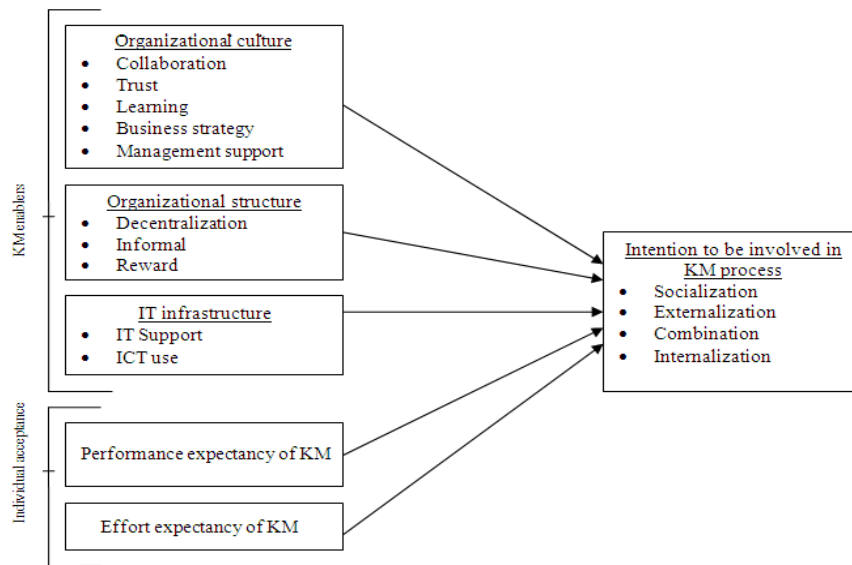 KM enablers
Organizational culture
• Collaboration
• Trust
• Learning
• Business strategy
• Management support
Organizational structure
• Decentralization
• Informal
• Reward
IT infrastructure
• IT Support
• ICT use
Individual acceptance
Performance expectancy of KM
Effort expectancy of KM
Intention to be involved in
KM process
• Socialization
• Externalization
• Combination
• Internalization